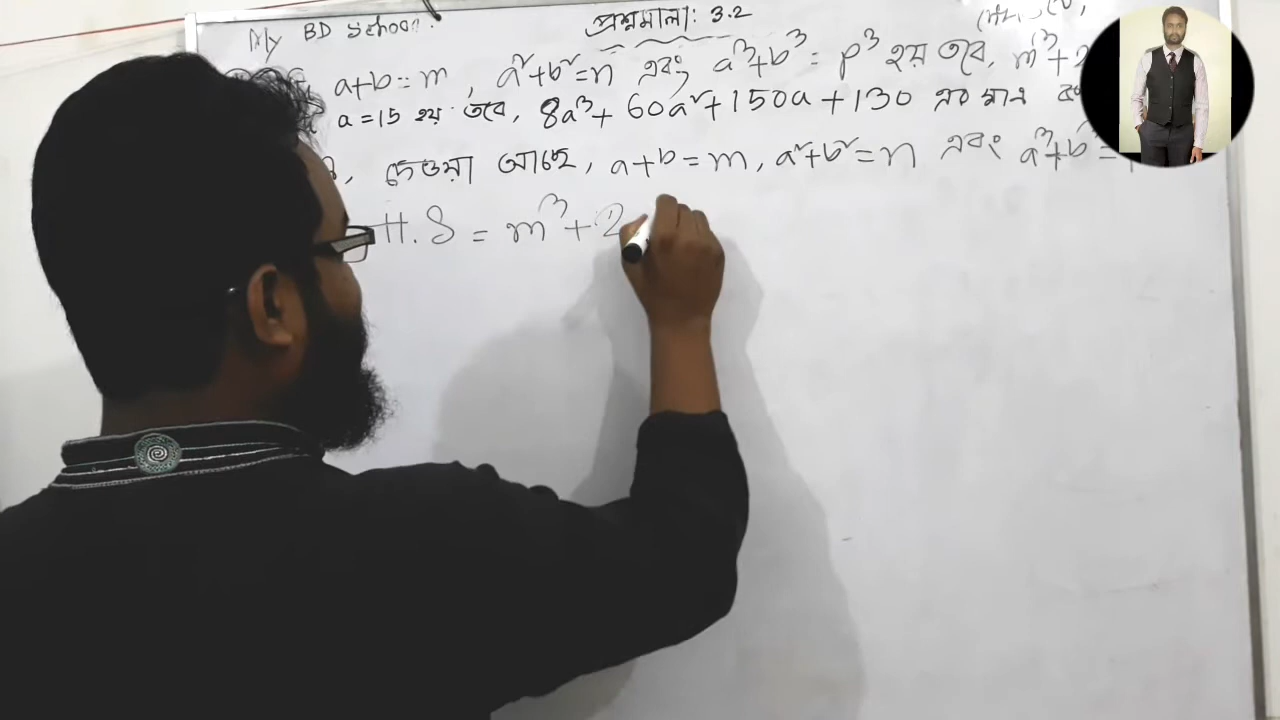 My BD School.
প্রশ্নমালা: 3.2
a+b=m, a²+b²=n এবং a³+b³=p³ হয় তবে, m³+2
a=15 হয় তবে, 8a³+60a²+150a+130 এর মান
দেওয়া আছে, a+b=m, a²+b²=n এবং a³+b³=
H.S = m³+2